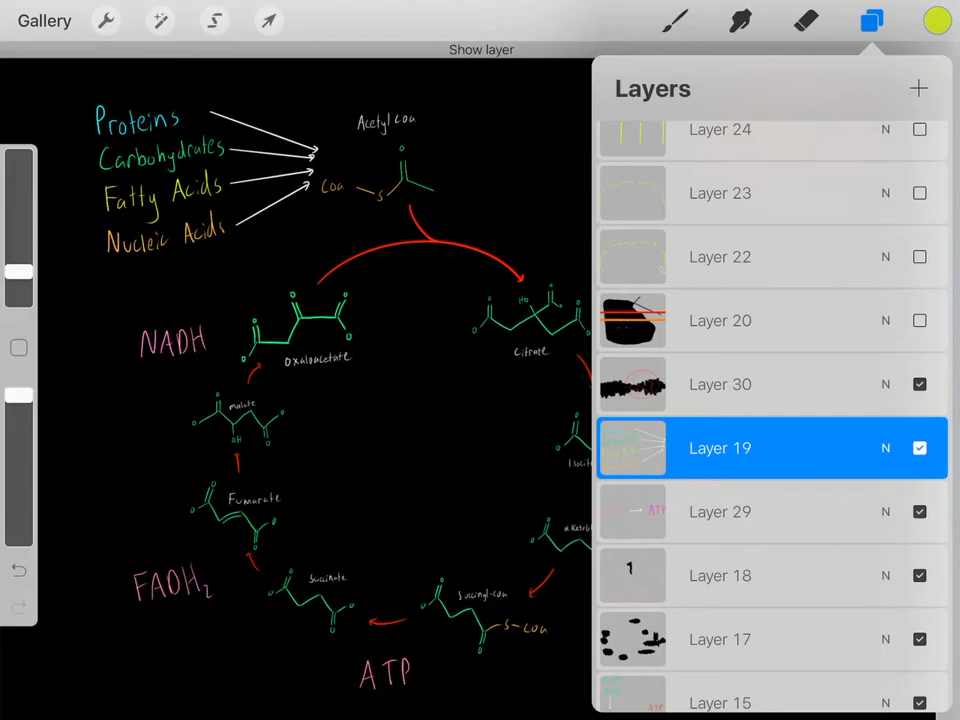 Gallery
Show layer
Layers
Layer 24 N
Layer 23 N
Layer 22 N
Layer 20 N
Layer 30 N
Layer 19 N
Layer 29 N
Layer 18 N
Layer 17 N
Layer 15 N
Proteins
Carbohydrates
Fatty Acids
Nucleic Acids
Acetyl CoA
O
CoA S
NADH
O O
O O
Oxaloacetate
O HO O O
O
Citrate
malate
O O
OH O
Fumarate
O O
O O
FADH2
Succinate
O O
O O
Succinyl-CoA
O O
O S-CoA
ATP
O
O
O
O